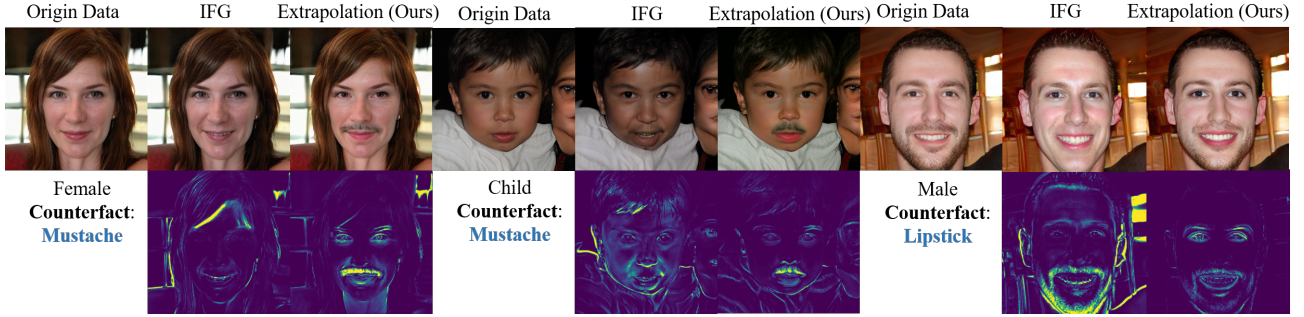 Origin Data IFG Extrapolation (Ours) Origin Data IFG Extrapolation (Ours) Origin Data IFG Extrapolation (Ours)
Female
Counterfact:
Mustache
Child
Counterfact:
Mustache
Male
Counterfact:
Lipstick